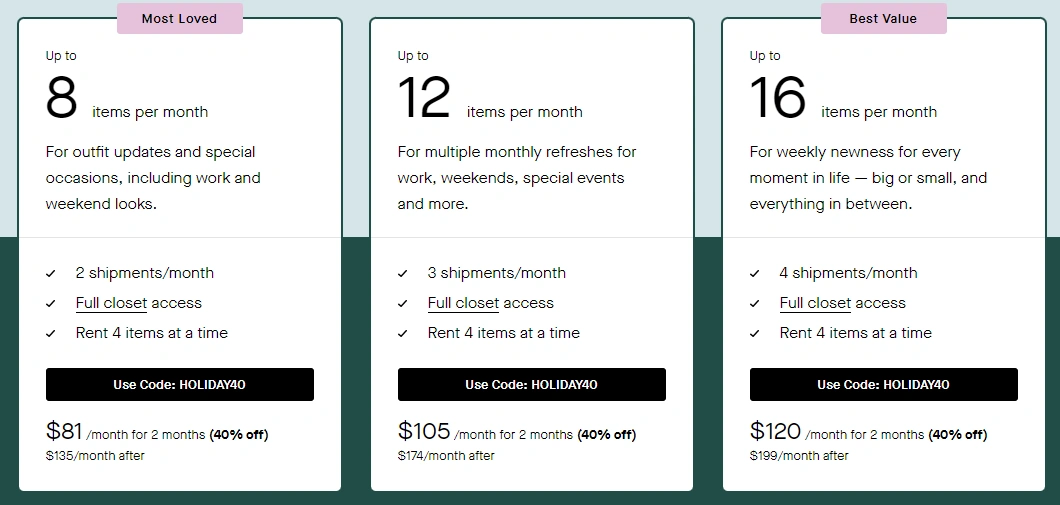 Most Loved
Up to
8 items per month
For outfit updates and special
occasions, including work and
weekend looks.
2 shipments/month
Full closet access
Rent 4 items at a time
Use Code: HOLIDAY40
$81 /month for 2 months (40% off)
$135/month after
Up to
12 items per month
For multiple monthly refreshes for
work, weekends, special events
and more.
3 shipments/month
Full closet access
Rent 4 items at a time
Use Code: HOLIDAY40
$105 /month for 2 months (40% off)
$174/month after
Best Value
Up to
16 items per month
For weekly newness for every
moment in life — big or small, and
everything in between.
4 shipments/month
Full closet access
Rent 4 items at a time
Use Code: HOLIDAY40
$120 /month for 2 months (40% off)
$199/month after